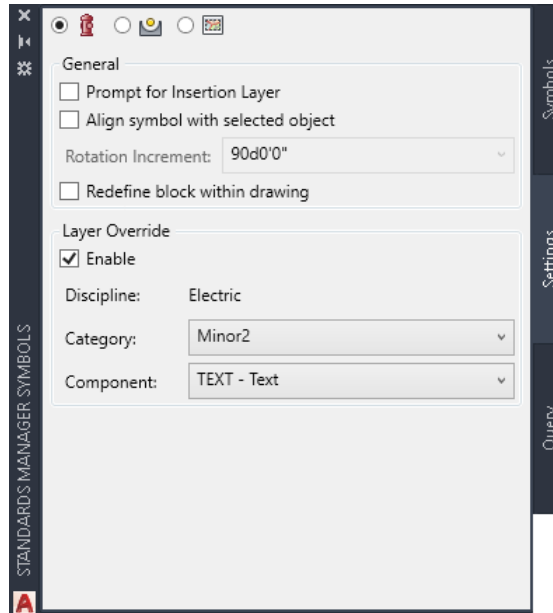 General
Prompt for Insertion Layer
Align symbol with selected object
Rotation Increment: 90d0'0"
Redefine block within drawing
Layer Override
Enable
Discipline: Electric
Category: Minor2
Component: TEXT - Text
STANDARDS MANAGER SYMBOLS
A
Symbols
Settings
Query